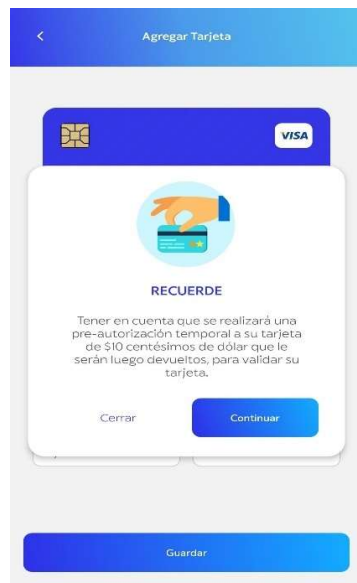 Agregar Tarjeta
VISA
RECUERDE
Tener en cuenta que se realizará una
pre-autorización temporal a su tarjeta
de $10 centésimos de dólar que le
serán luego devueltos, para validar su
tarjeta.
Cerrar
Continuar
Guardar